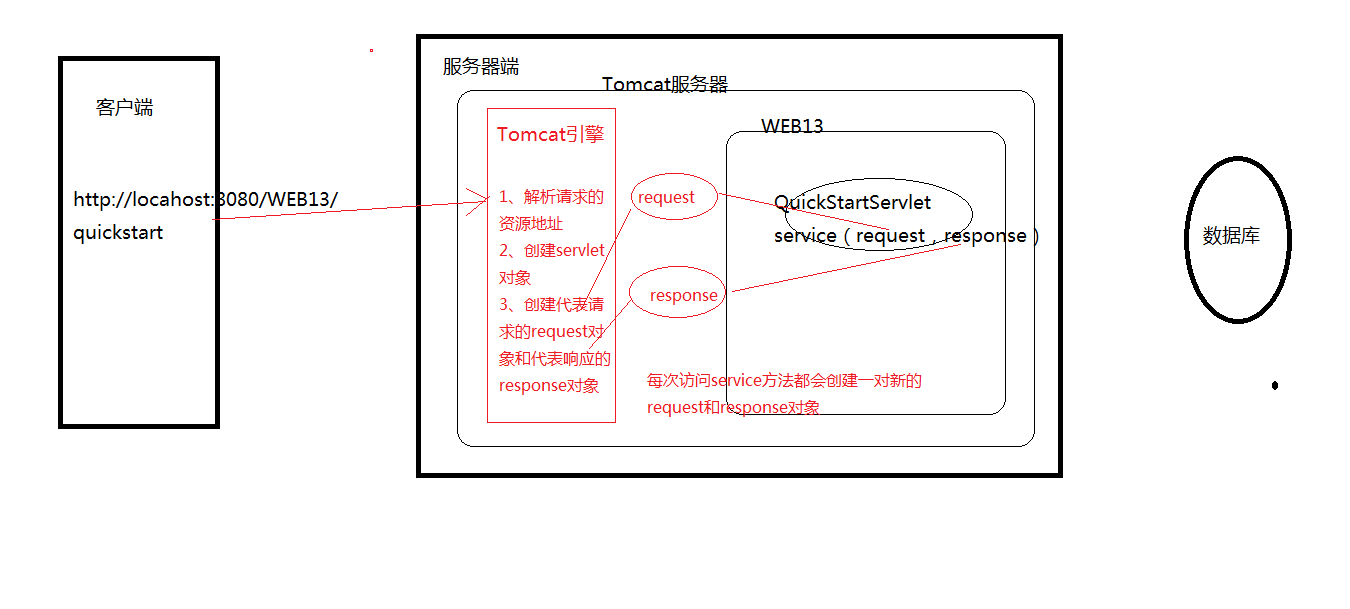 客户端
http://locahost:8080/WEB13/
quickstart
服务器端
Tomcat服务器
Tomcat引擎
1、解析请求的
资源地址
2、创建servlet
对象
3、创建代表请
求的request对
象和代表响应的
response对象
request
response
WEB13
QuickStartServlet
service（request，response）
每次访问service方法都会创建一对新的
request和response对象
数据库